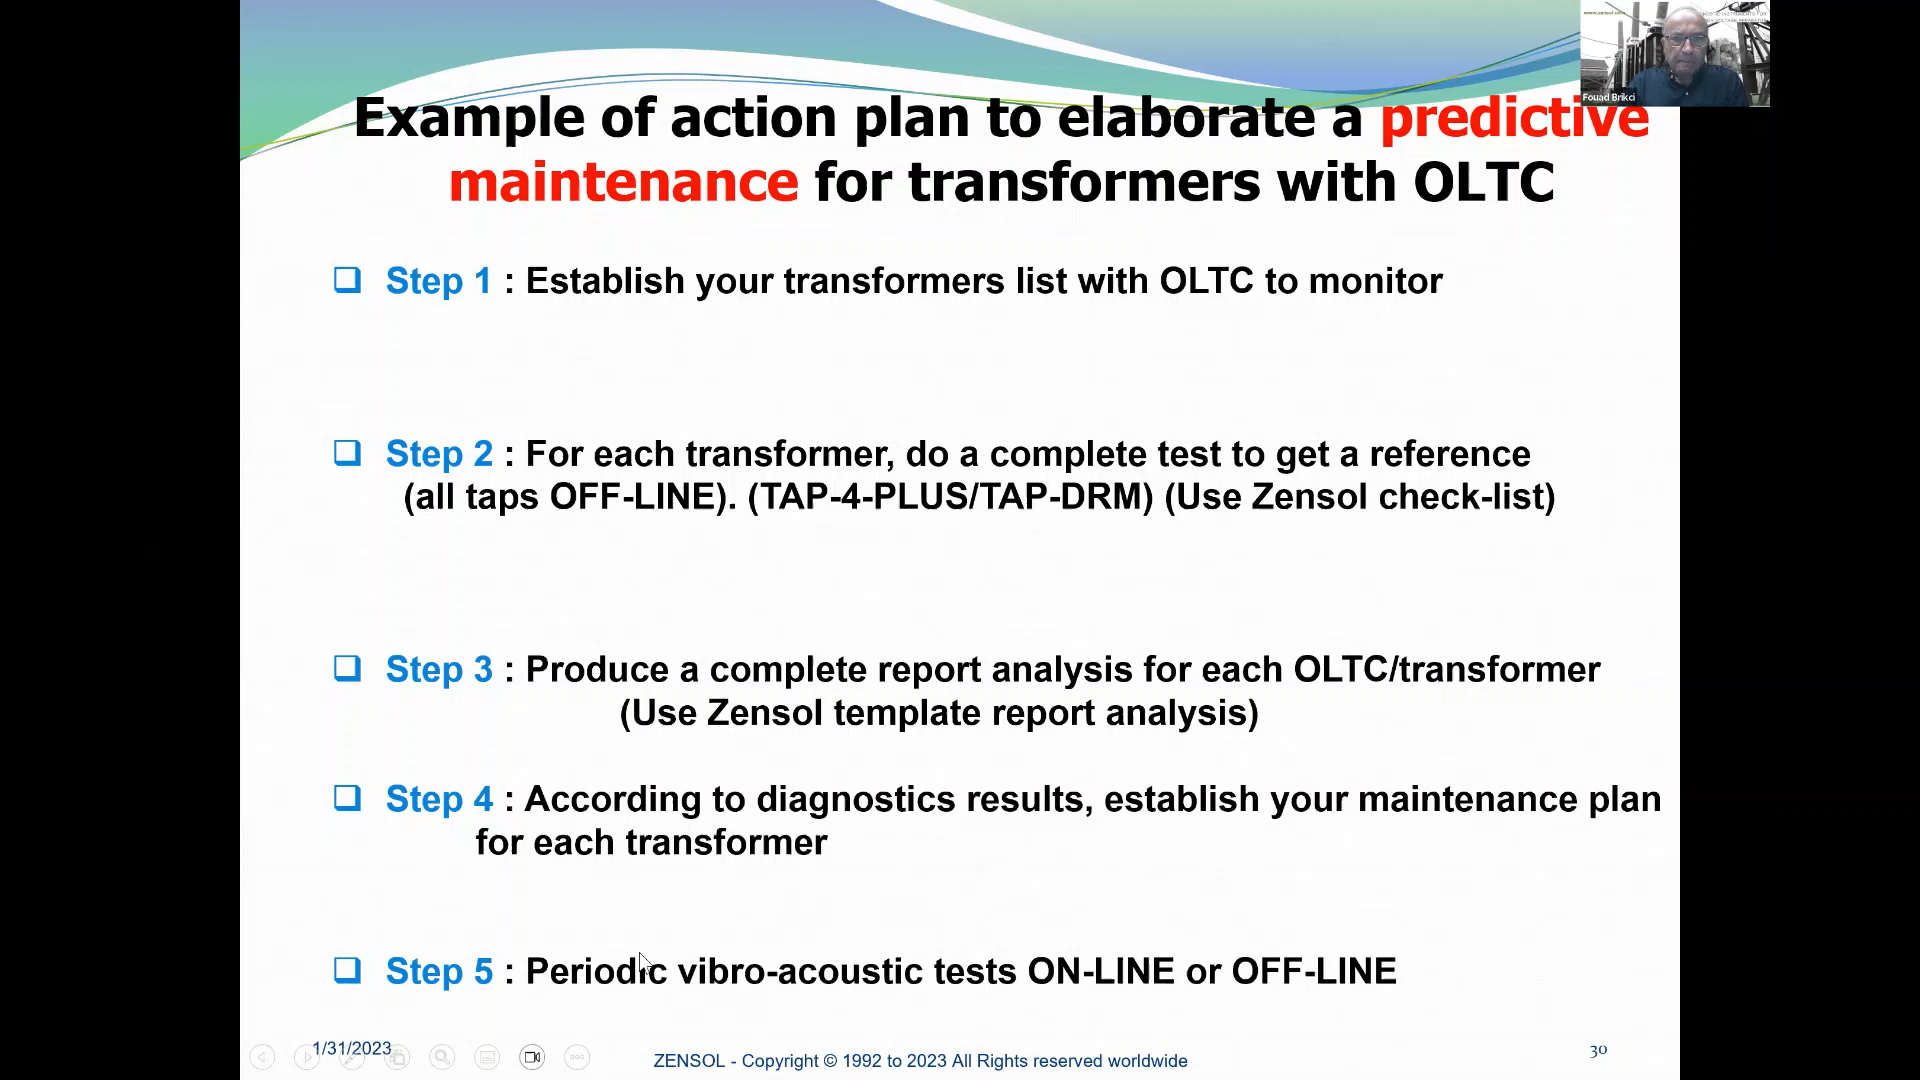 www.zensol.com
Fouad Brikci
Example of action plan to elaborate a predictive
maintenance for transformers with OLTC
Step 1 : Establish your transformers list with OLTC to monitor
Step 2 : For each transformer, do a complete test to get a reference
(all taps OFF-LINE). (TAP-4-PLUS/TAP-DRM) (Use Zensol check-list)
Step 3 : Produce a complete report analysis for each OLTC/transformer
(Use Zensol template report analysis)
Step 4 : According to diagnostics results, establish your maintenance plan
for each transformer
Step 5 : Periodic vibro-acoustic tests ON-LINE or OFF-LINE
1/31/2023
ZENSOL - Copyright © 1992 to 2023 All Rights reserved worldwide
30